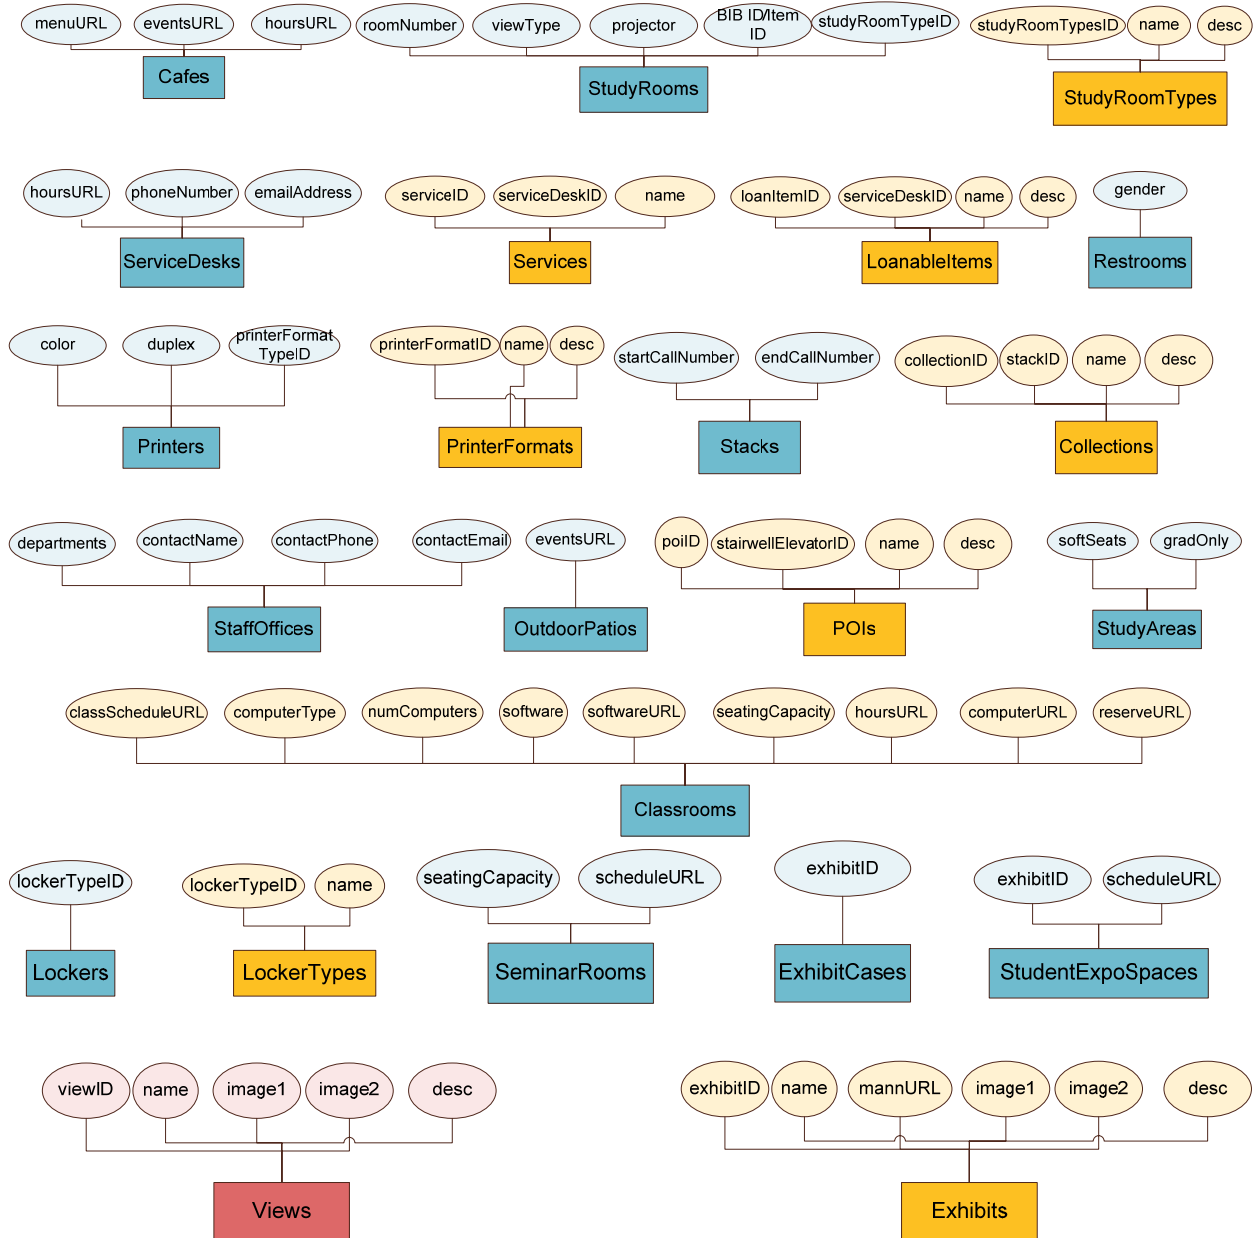 menuURL
eventsURL
hoursURL
roomNumber
viewType
projector
BIB ID/Item
ID
studyRoomTypeID
studyRoomTypesID
name
desc
Cafes
StudyRooms
StudyRoomTypes
hoursURL
phoneNumber
emailAddress
serviceID
serviceDeskID
name
loanItemID
serviceDeskID
name
desc
gender
ServiceDesks
Services
LoanableItems
Restrooms
color
duplex
printerFormat
TypeID
printerFormatID
name
desc
startCallNumber
endCallNumber
collectionID
stackID
name
desc
Printers
PrinterFormats
Stacks
Collections
departments
contactName
contactPhone
contactEmail
eventsURL
poiID
stairwellElevatorID
name
desc
softSeats
gradOnly
StaffOffices
OutdoorPatios
POIs
StudyAreas
classScheduleURL
computerType
numComputers
software
softwareURL
seatingCapacity
hoursURL
computerURL
reserveURL
Classrooms
lockerTypeID
lockerTypeID
name
seatingCapacity
scheduleURL
exhibitID
exhibitID
scheduleURL
Lockers
LockerTypes
SeminarRooms
ExhibitCases
StudentExpoSpaces
viewID
name
image1
image2
desc
exhibitID
name
mannURL
image1
image2
desc
Views
Exhibits